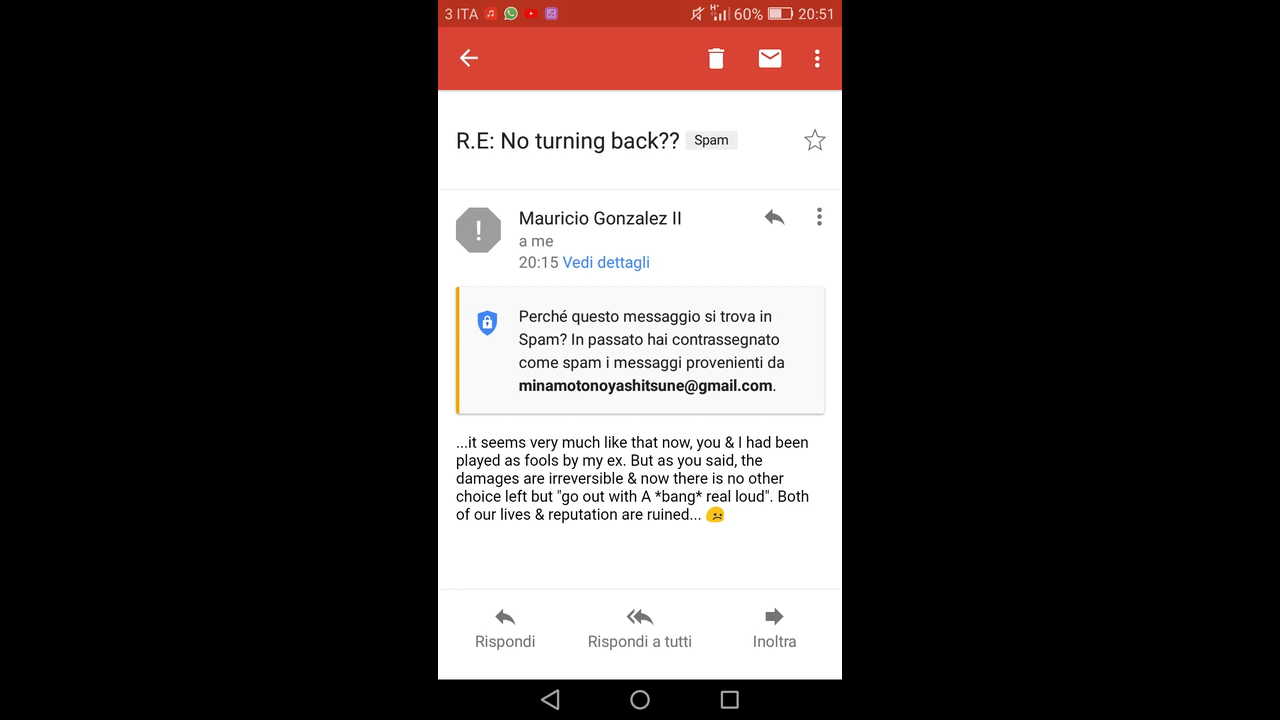 3 ITA H+ 60% 20:51
R.E: No turning back?? Spam
Mauricio Gonzalez II
a me
20:15 Vedi dettagli
Perché questo messaggio si trova in
Spam? In passato hai contrassegnato
come spam i messaggi provenienti da
minamotonoyashitsune@gmail.com.
...it seems very much like that now, you & I had been
played as fools by my ex. But as you said, the
damages are irreversible & now there is no other
choice left but "go out with A *bang* real loud". Both
of our lives & reputation are ruined... 😞
Rispondi Rispondi a tutti Inoltra